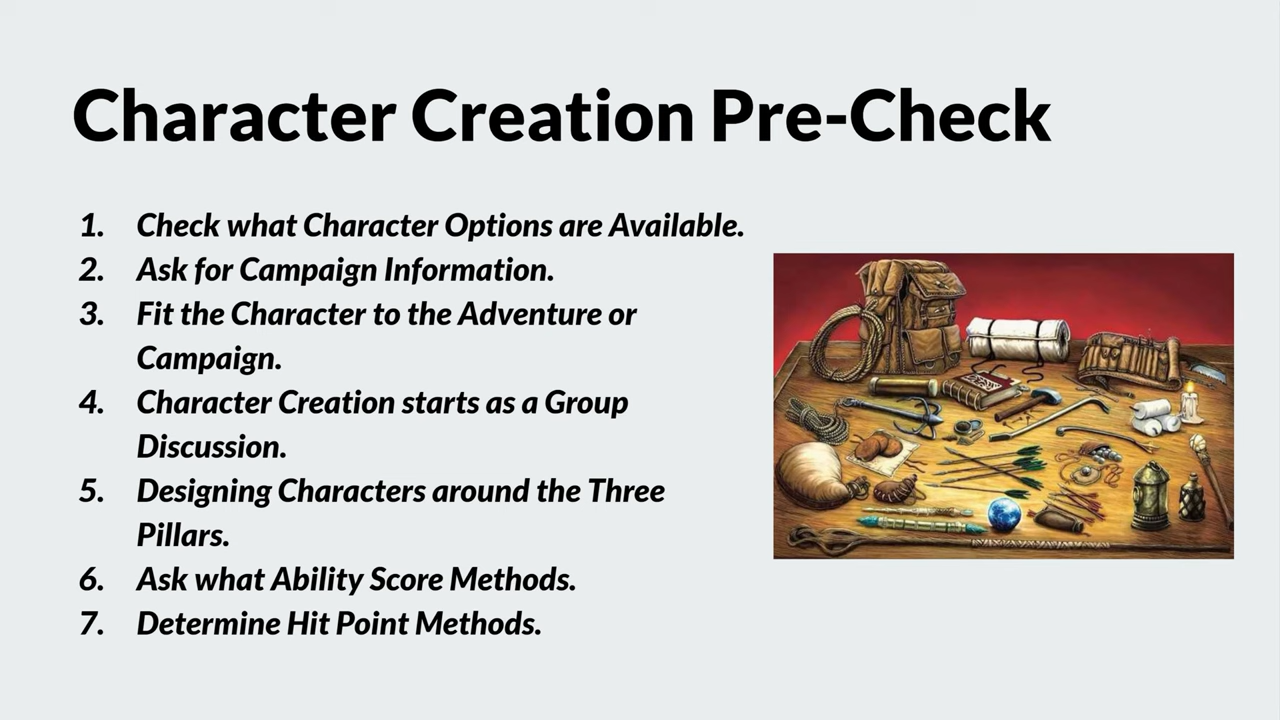 Character Creation Pre-Check
1. Check what Character Options are Available.
2. Ask for Campaign Information.
3. Fit the Character to the Adventure or
Campaign.
4. Character Creation starts as a Group
Discussion.
5. Designing Characters around the Three
Pillars.
6. Ask what Ability Score Methods.
7. Determine Hit Point Methods.